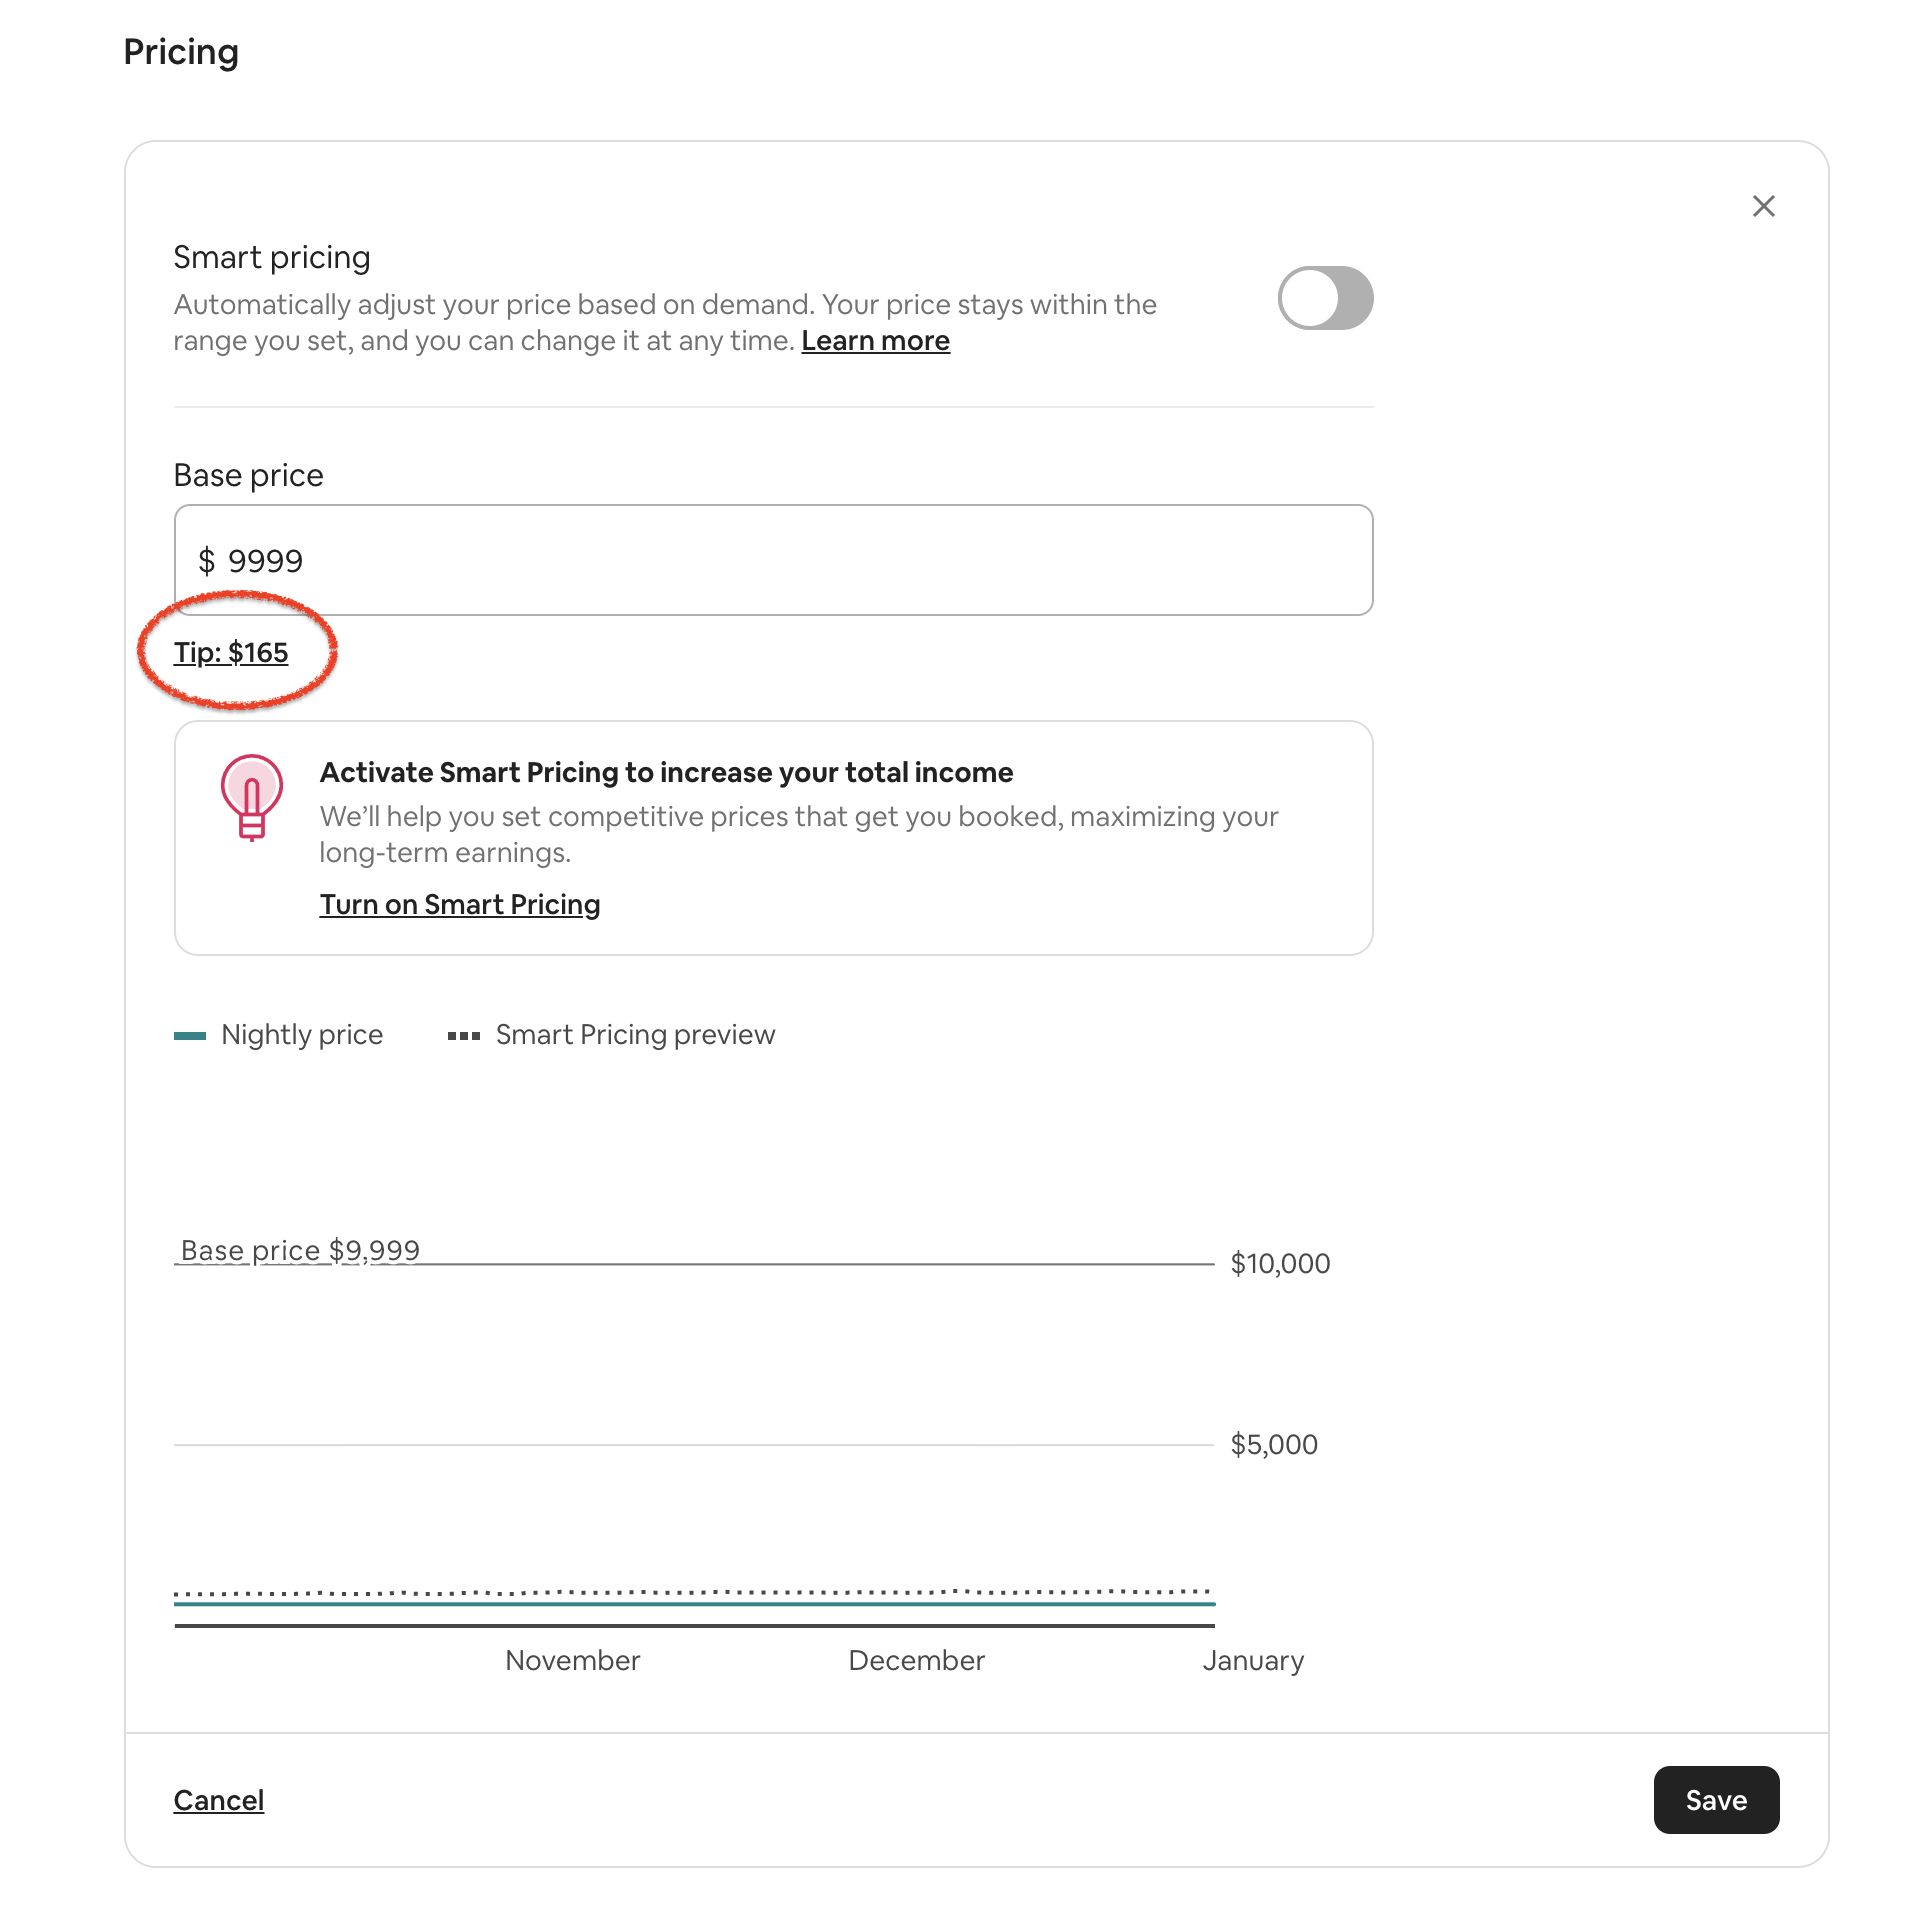 Pricing
Smart pricing
Automatically adjust your price based on demand. Your price stays within the
range you set, and you can change it at any time. Learn more
Base price
$ 9999
Tip: $165
Activate Smart Pricing to increase your total income
We’ll help you set competitive prices that get you booked, maximizing your
long-term earnings.
Turn on Smart Pricing
Nightly price Smart Pricing preview
Base price $9,999
$10,000
$5,000
November December January
Cancel Save